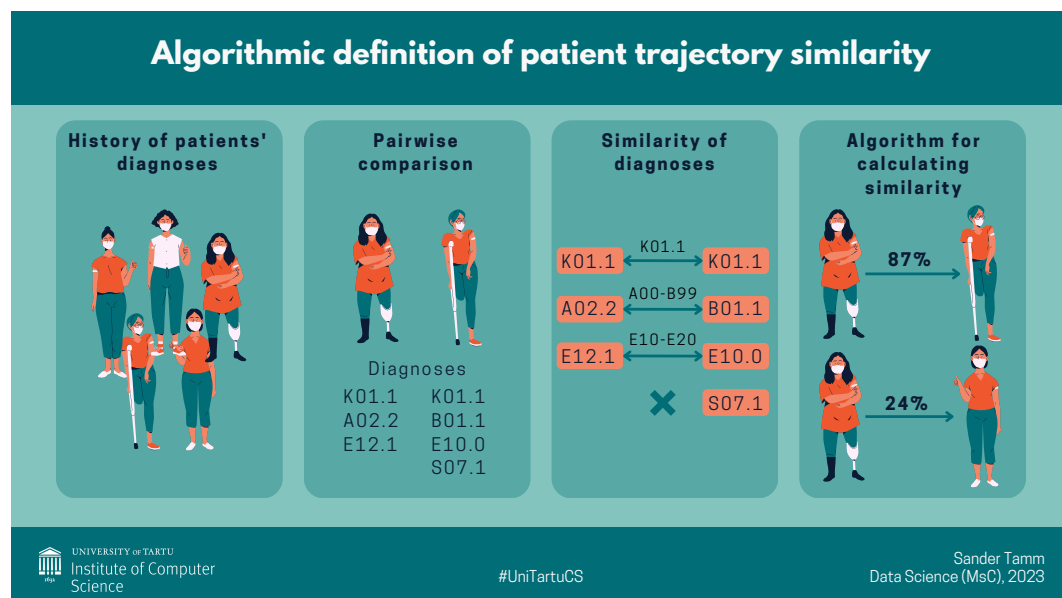 Algorithmic definition of patient trajectory similarity
History of patients'
diagnoses
Pairwise
comparison
Diagnoses
K01.1 K01.1
A02.2 B01.1
E12.1 E10.0
S07.1
Similarity of
diagnoses
K01.1
K01.1 K01.1
A00-B99
A02.2 B01.1
E10-E20
E12.1 E10.0
S07.1
Algorithm for
calculating
similarity
87%
24%
UNIVERSITY OF TARTU
Institute of Computer
Science
1632
#UniTartuCS
Sander Tamm
Data Science (MsC), 2023